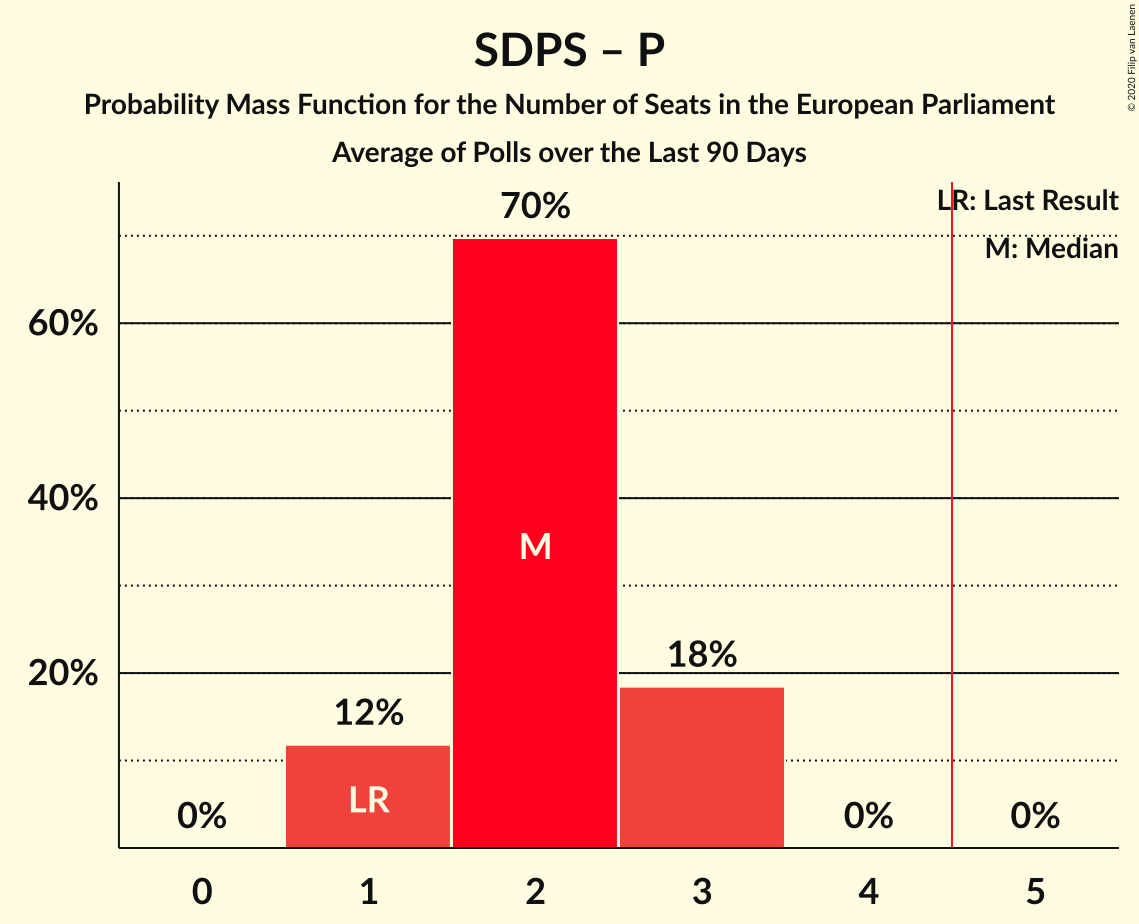 SDPS – P
Probability Mass Function for the Number of Seats in the European Parliament
Average of Polls over the Last 90 Days
© 2020 Filip van Laenen
LR: Last Result
M: Median
70%
60%
M
40%
18%
20%
12%
LR
0%
0%
0%
0
1
2
3
4
5